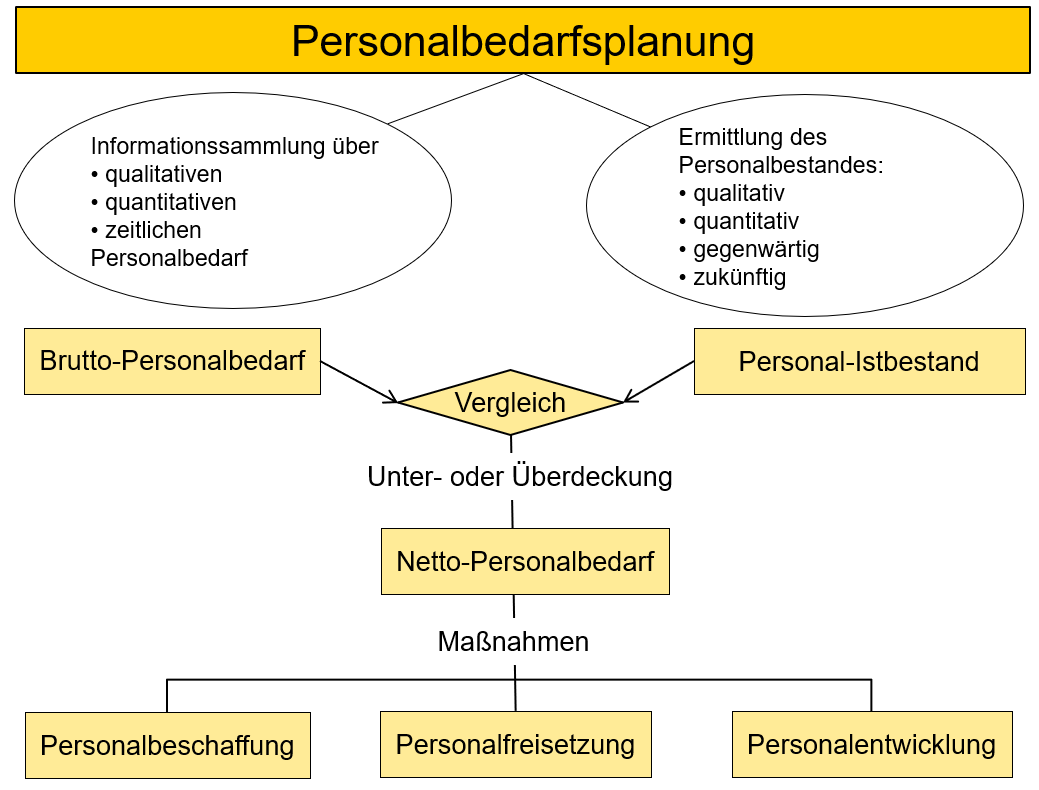 Personalbedarfsplanung
Informationssammlung über
• qualitativen
• quantitativen
• zeitlichen
Personalbedarf
Ermittlung des
Personalbestandes:
• qualitativ
• quantitativ
• gegenwärtig
• zukünftig
Brutto-Personalbedarf
Personal-Istbestand
Vergleich
Unter- oder Überdeckung
Netto-Personalbedarf
Maßnahmen
Personalbeschaffung
Personalfreisetzung
Personalentwicklung